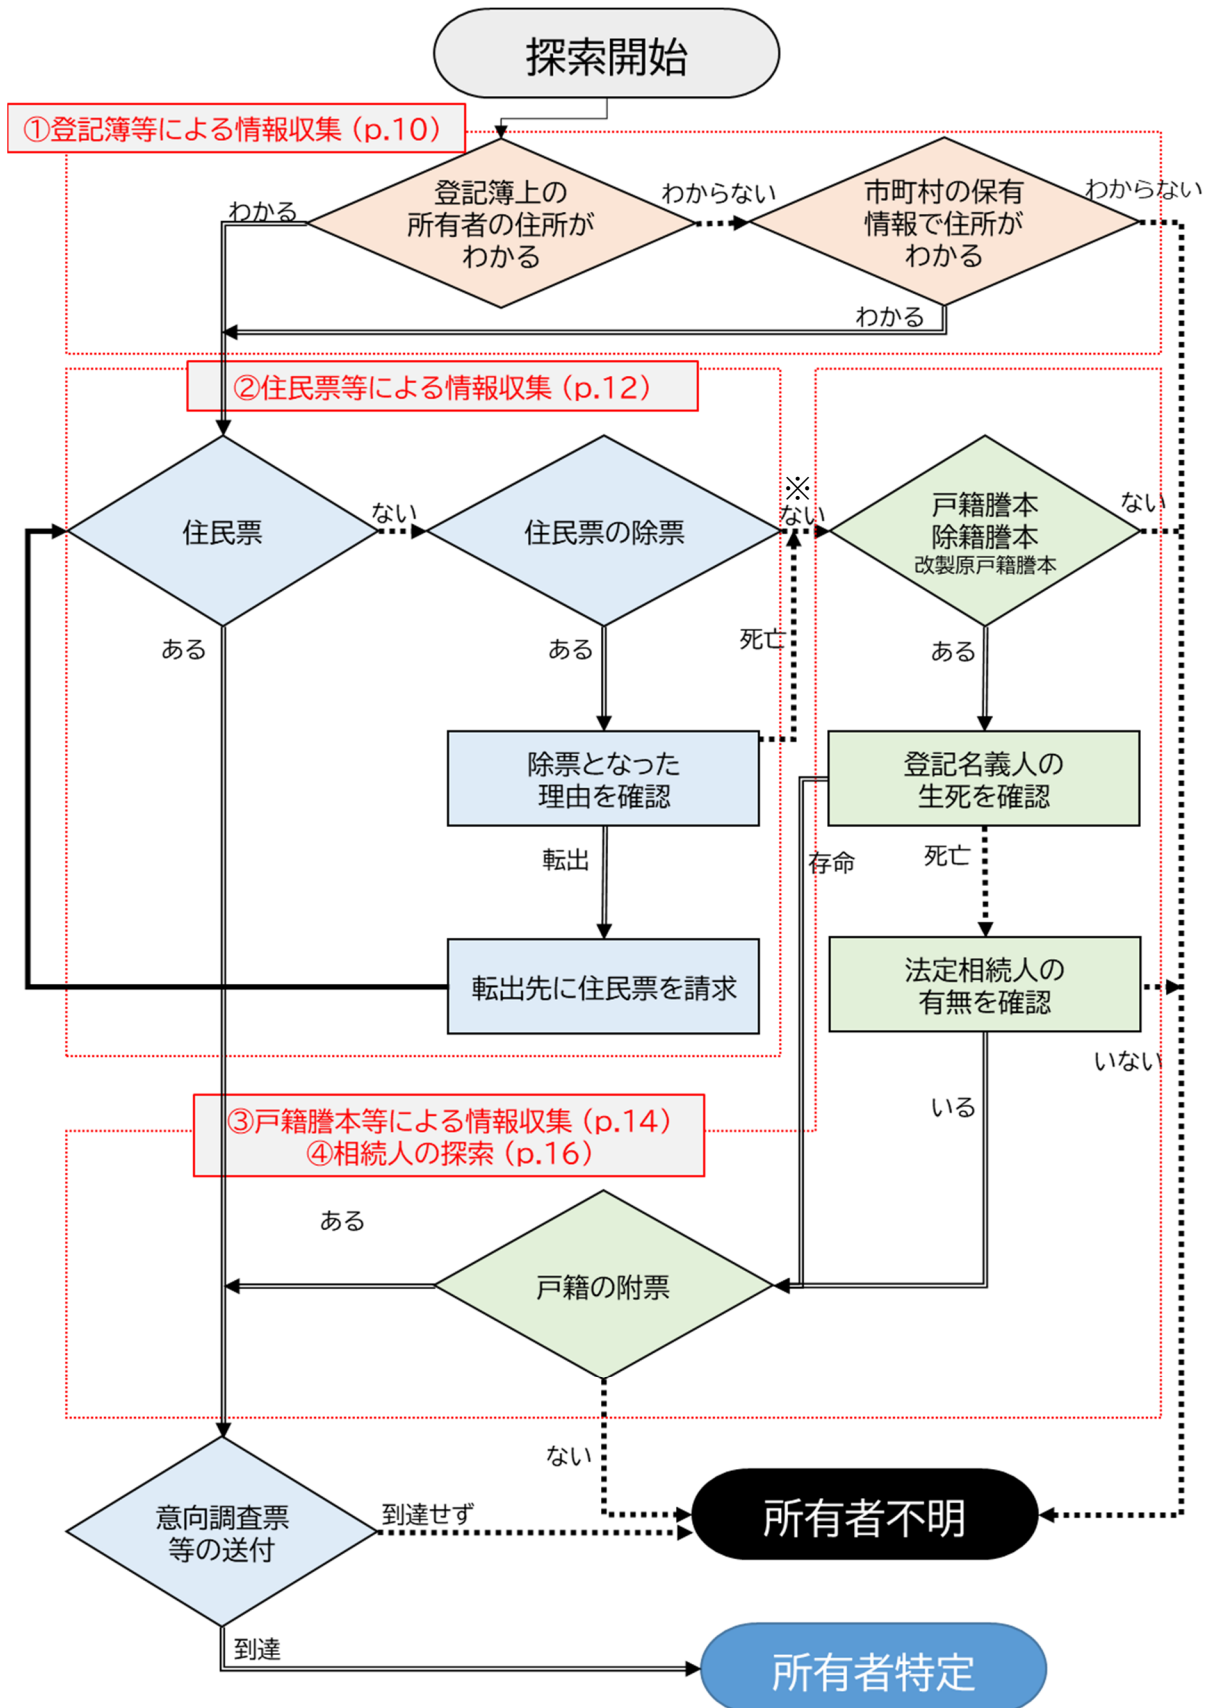 探索開始
①登記簿等による情報収集（p.10）
登記簿上の
所有者の住所が
わかる
わからない
市町村の保有
情報で住所が
わかる
わからない
わかる
わかる
②住民票等による情報収集（p.12）
住民票
ない
住民票の除票
※
ない
戸籍謄本
除籍謄本
改製原戸籍謄本
ない
ある
ある
死亡
ある
除票となった
理由を確認
登記名義人の
生死を確認
転出
存命
死亡
転出先に住民票を請求
法定相続人の
有無を確認
いない
いる
③戸籍謄本等による情報収集（p.14）
④相続人の探索（p.16）
ある
戸籍の附票
ない
意向調査票
等の送付
到達せず
所有者不明
到達
所有者特定